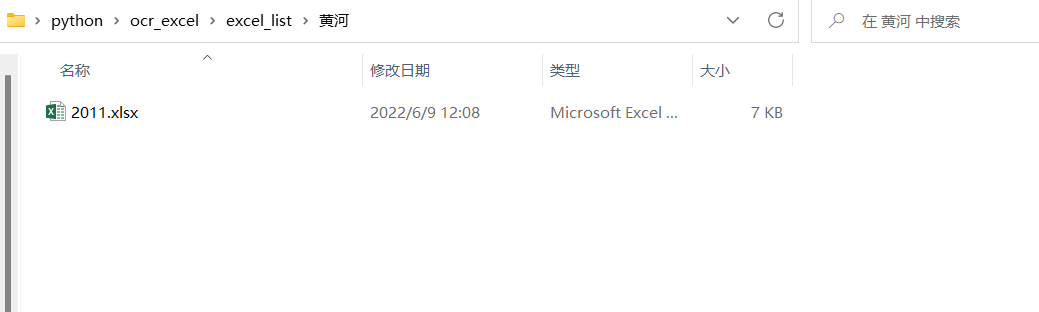 python ocr_excel excel_list 黄河 在 黄河 中搜索
名称 修改日期 类型 大小
2011.xlsx 2022/6/9 12:08 Microsoft Excel ... 7 KB